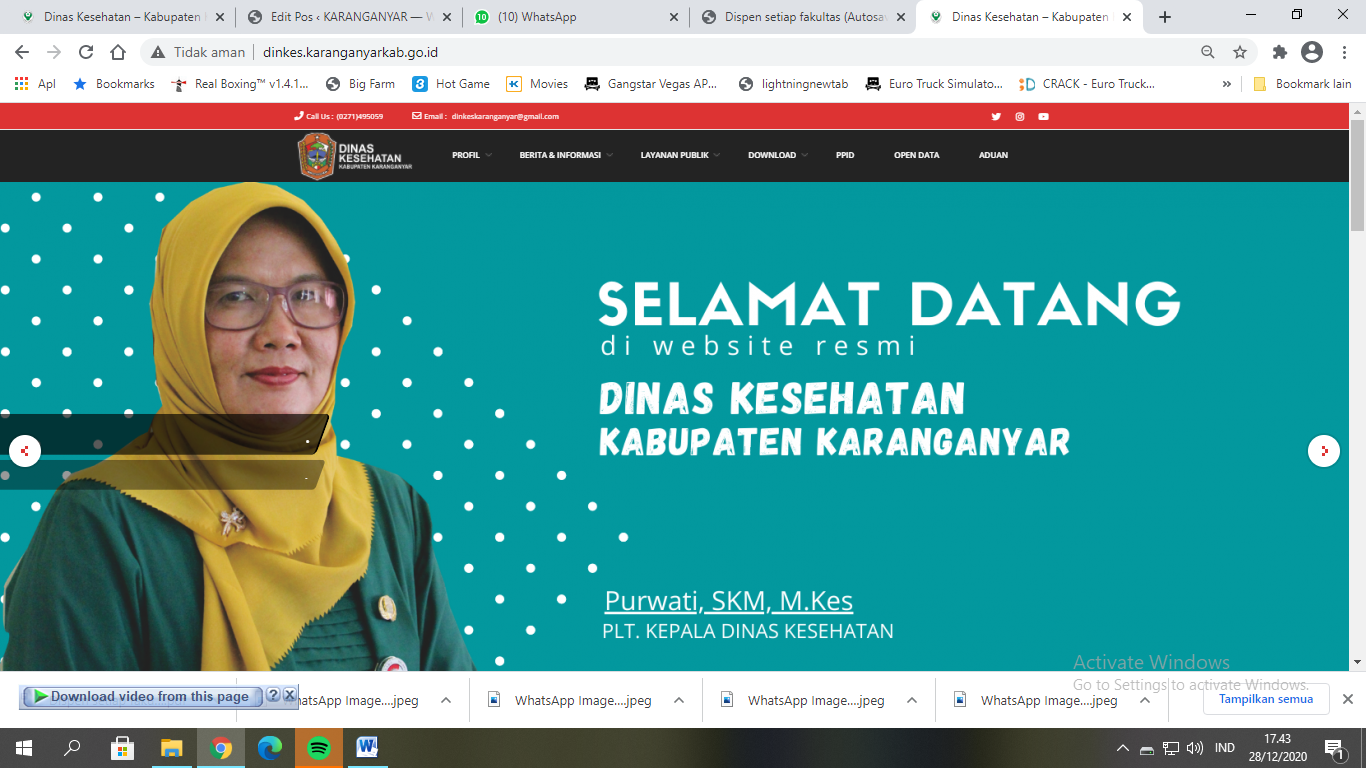 Dinas Kesehatan – Kabupaten
Edit Pos ‹ KARANGANYAR — W
(10) WhatsApp
Dispen setiap fakultas (Autosav
Dinas Kesehatan – Kabupaten
Tidak aman
dinkes.karanganyarkab.go.id
Apl
Bookmarks
Real Boxing™ v1.4.1...
Big Farm
Hot Game
Movies
Gangstar Vegas AP...
lightningnewtab
Euro Truck Simulato...
CRACK - Euro Truck...
»
Bookmark lain
Call Us : (0271)495059
Email : dinkeskaranganyar@gmail.com
DINAS
KESEHATAN
KABUPATEN KARANGANYAR
PROFIL
BERITA & INFORMASI
LAYANAN PUBLIK
DOWNLOAD
PPID
OPEN DATA
ADUAN
SELAMAT DATANG
di website resmi
DINAS KESEHATAN
KABUPATEN KARANGANYAR
.
-
Purwati, SKM, M.Kes
PLT. KEPALA DINAS KESEHATAN
Activate Windows
Go to Settings to activate Windows.
Download video from this page
?
hatsApp Image....jpeg
WhatsApp Image....jpeg
WhatsApp Image....jpeg
WhatsApp Image....jpeg
Tampilkan semua
IND
17.43
28/12/2020
1